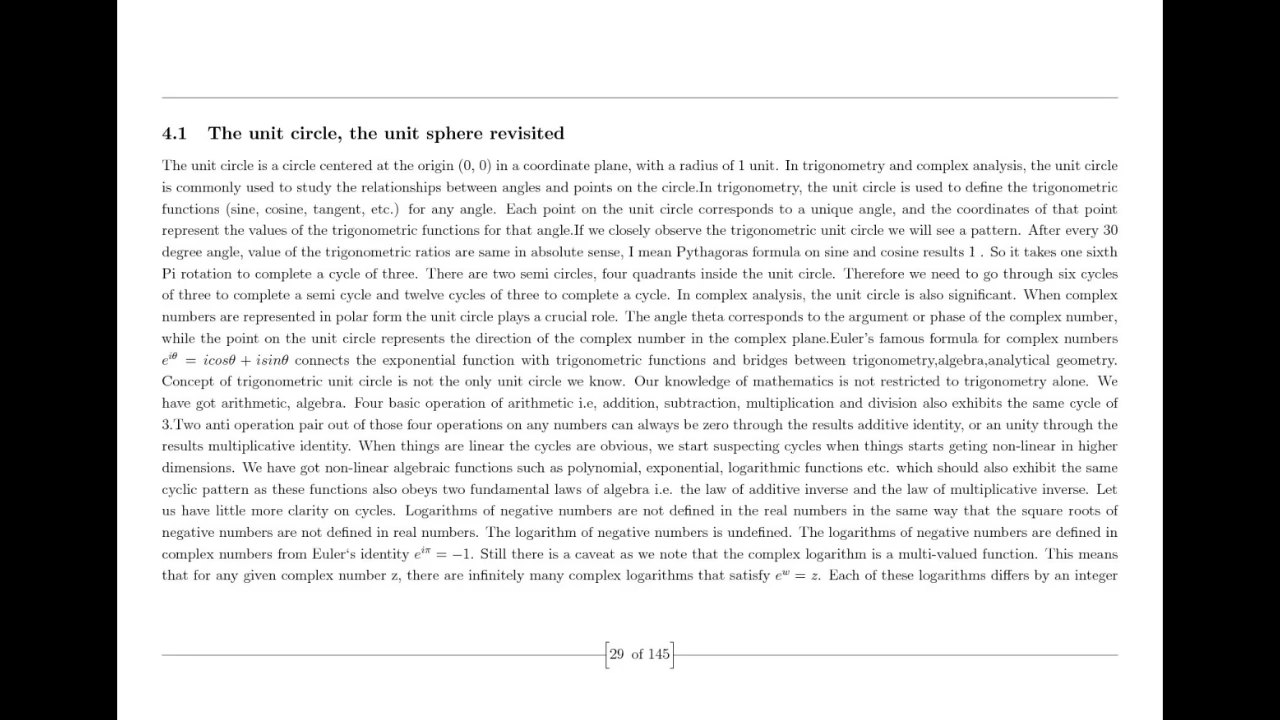 4.1 The unit circle, the unit sphere revisited
The unit circle is a circle centered at the origin (0, 0) in a coordinate plane, with a radius of 1 unit. In trigonometry and complex analysis, the unit circle
is commonly used to study the relationships between angles and points on the circle.In trigonometry, the unit circle is used to define the trigonometric
functions (sine, cosine, tangent, etc.) for any angle. Each point on the unit circle corresponds to a unique angle, and the coordinates of that point
represent the values of the trigonometric functions for that angle.If we closely observe the trigonometric unit circle we will see a pattern. After every 30
degree angle, value of the trigonometric ratios are same in absolute sense, I mean Pythagoras formula on sine and cosine results 1 . So it takes one sixth
Pi rotation to complete a cycle of three. There are two semi circles, four quadrants inside the unit circle. Therefore we need to go through six cycles
of three to complete a semi cycle and twelve cycles of three to complete a cycle. In complex analysis, the unit circle is also significant. When complex
numbers are represented in polar form the unit circle plays a crucial role. The angle theta corresponds to the argument or phase of the complex number,
while the point on the unit circle represents the direction of the complex number in the complex plane.Euler's famous formula for complex numbers
e^{iθ} = icosθ + isinθ connects the exponential function with trigonometric functions and bridges between trigonometry,algebra,analytical geometry.
Concept of trigonometric unit circle is not the only unit circle we know. Our knowledge of mathematics is not restricted to trigonometry alone. We
have got arithmetic, algebra. Four basic operation of arithmetic i.e, addition, subtraction, multiplication and division also exhibits the same cycle of
3.Two anti operation pair out of those four operations on any numbers can always be zero through the results additive identity, or an unity through the
results multiplicative identity. When things are linear the cycles are obvious, we start suspecting cycles when things starts geting non-linear in higher
dimensions. We have got non-linear algebraic functions such as polynomial, exponential, logarithmic functions etc. which should also exhibit the same
cyclic pattern as these functions also obeys two fundamental laws of algebra i.e. the law of additive inverse and the law of multiplicative inverse. Let
us have little more clarity on cycles. Logarithms of negative numbers are not defined in the real numbers in the same way that the square roots of
negative numbers are not defined in real numbers. The logarithm of negative numbers is undefined. The logarithms of negative numbers are defined in
complex numbers from Euler‘s identity e^{iπ} = −1. Still there is a caveat as we note that the complex logarithm is a multi-valued function. This means
that for any given complex number z, there are infinitely many complex logarithms that satisfy e^w = z. Each of these logarithms differs by an integer
[29 of 145]